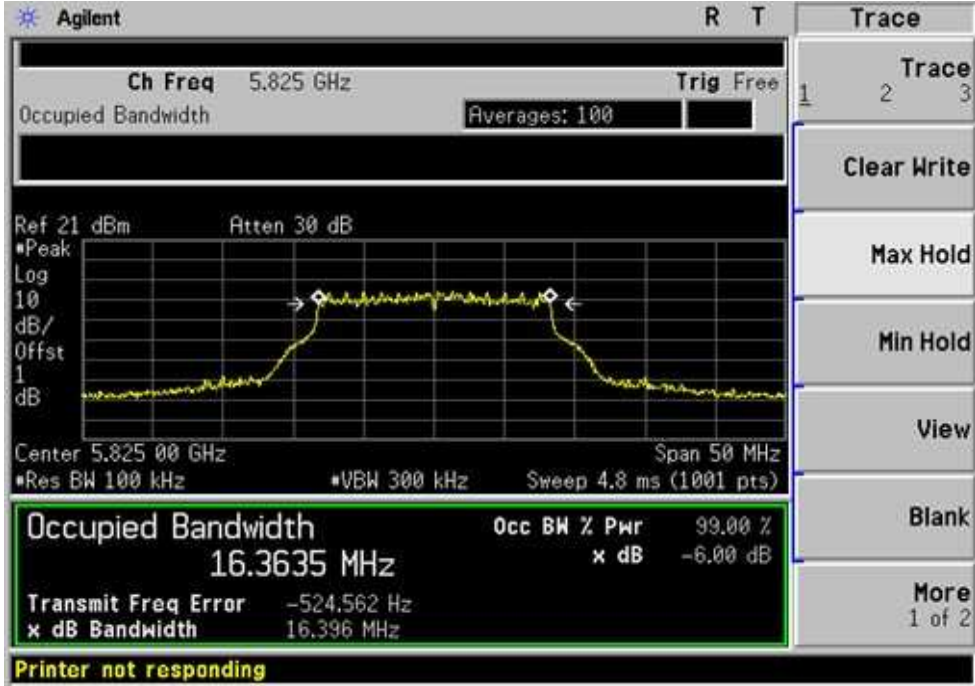 Agilent R T Trace
Ch Freq 5.825 GHz Trig Free
Occupied Bandwidth Averages: 100
Trace
1 2 3
Clear Write
Max Hold
Min Hold
View
Blank
More
1 of 2
Ref 21 dBm Atten 30 dB
*Peak
Log
10
dB/
Offst
1
dB
Center 5.825 00 GHz Span 50 MHz
*Res BW 100 kHz *VBW 300 kHz Sweep 4.8 ms (1001 pts)
Occupied Bandwidth Occ BW % Pwr 99.00 %
16.3635 MHz x dB -6.00 dB
Transmit Freq Error -524.562 Hz
x dB Bandwidth 16.396 MHz
Printer not responding